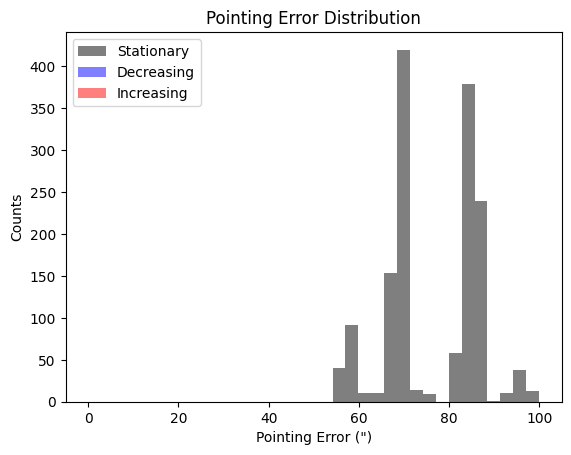 Pointing Error Distribution
Stationary
Decreasing
Increasing
400
350
300
250
200
150
100
50
0
Counts
0 20 40 60 80 100
Pointing Error (")